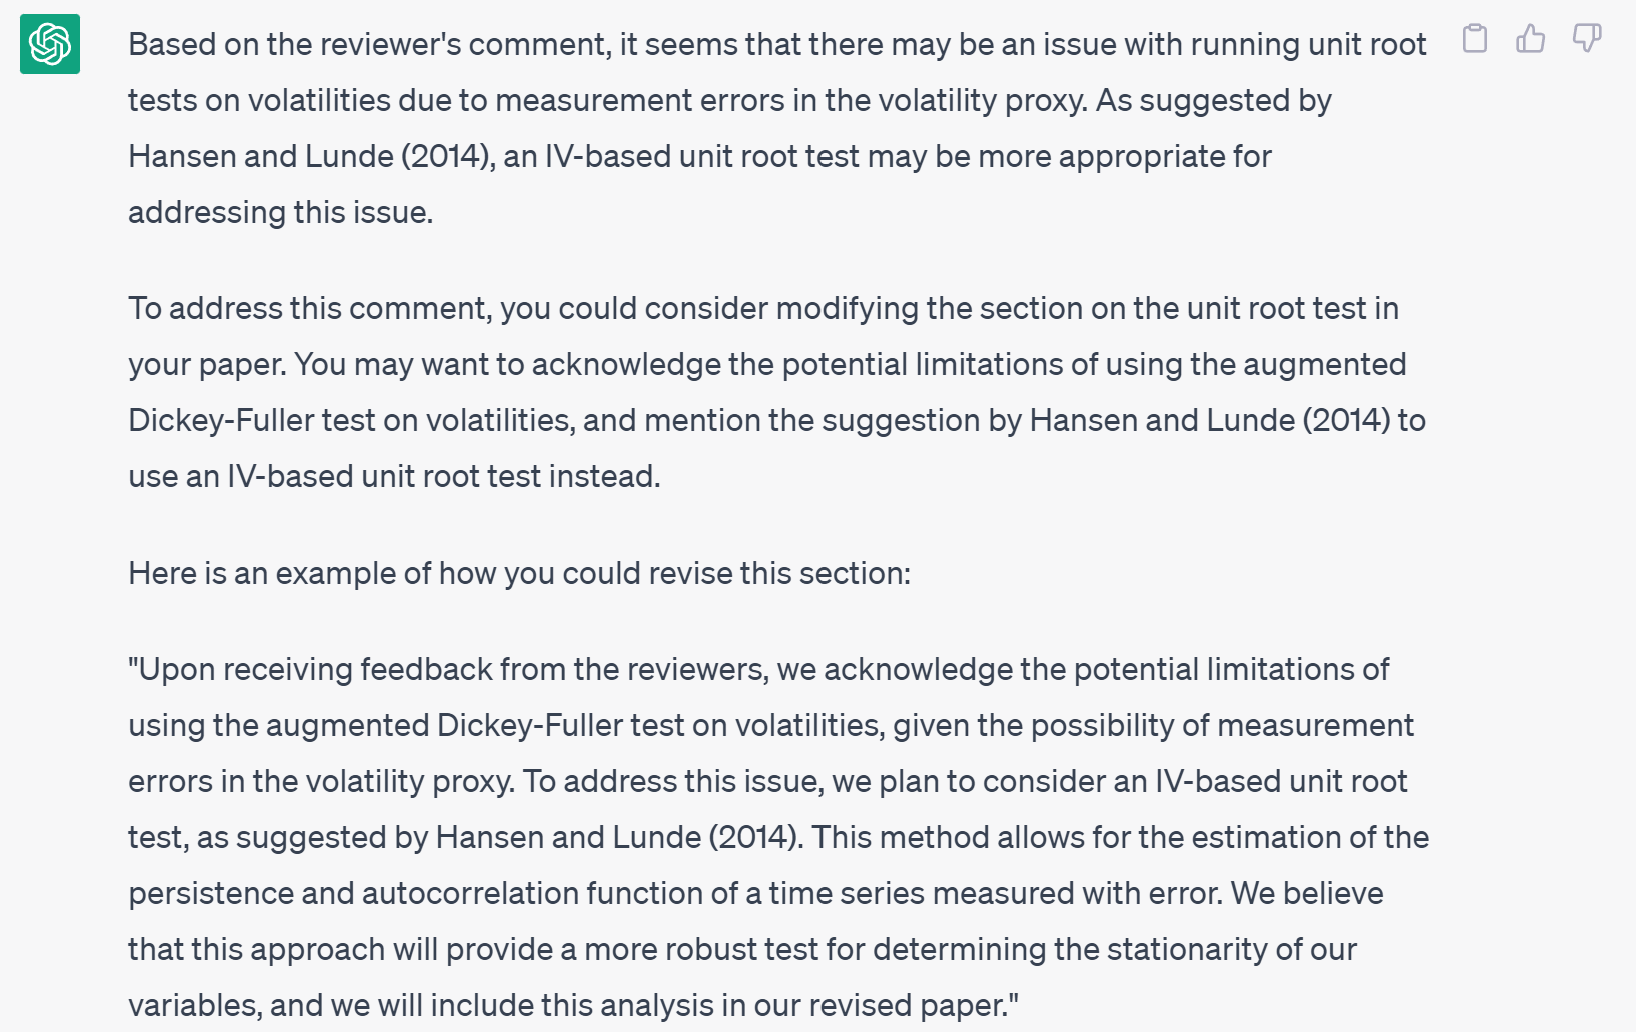 Based on the reviewer's comment, it seems that there may be an issue with running unit root
tests on volatilities due to measurement errors in the volatility proxy. As suggested by
Hansen and Lunde (2014), an IV-based unit root test may be more appropriate for
addressing this issue.
To address this comment, you could consider modifying the section on the unit root test in
your paper. You may want to acknowledge the potential limitations of using the augmented
Dickey-Fuller test on volatilities, and mention the suggestion by Hansen and Lunde (2014) to
use an IV-based unit root test instead.
Here is an example of how you could revise this section:
"Upon receiving feedback from the reviewers, we acknowledge the potential limitations of
using the augmented Dickey-Fuller test on volatilities, given the possibility of measurement
errors in the volatility proxy. To address this issue, we plan to consider an IV-based unit root
test, as suggested by Hansen and Lunde (2014). This method allows for the estimation of the
persistence and autocorrelation function of a time series measured with error. We believe
that this approach will provide a more robust test for determining the stationarity of our
variables, and we will include this analysis in our revised paper."